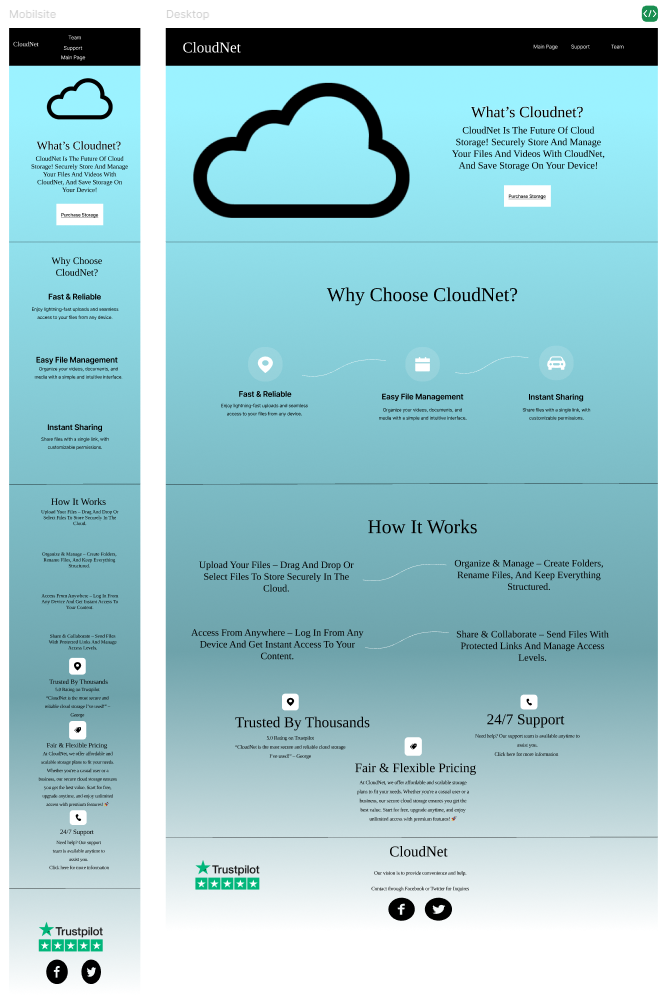 Mobilsite
Desktop
CloudNet
Team
Support
Main Page
What's Cloudnet?
CloudNet Is The Future Of Cloud
Storage! Securely Store And Manage
Your Files And Videos With
CloudNet, And Save Storage On
Your Device!
Purchase Storage
Why Choose
CloudNet?
Fast & Reliable
Enjoy lightning-fast uploads and seamless
access to your files from any device.
Easy File Management
Organize your videos, documents, and
media with a simple and intuitive interface.
Instant Sharing
Share files with a single link, with
customizable permissions.
How It Works
Upload Your Files – Drag And Drop Or
Select Files To Store Securely In The
Cloud.
Organize & Manage – Create Folders,
Rename Files, And Keep Everything
Structured.
Access From Anywhere – Log In From
Any Device And Get Instant Access To
Your Content.
Share & Collaborate – Send Files
With Protected Links And Manage
Access Levels.
Trusted By Thousands
5.0 Rating on Trustpilot
"CloudNet is the most secure and
reliable cloud storage I've used!" –
George
Fair & Flexible Pricing
At CloudNet, we offer affordable and
scalable storage plans to fit your needs.
Whether you're a casual user or a
business, our secure cloud storage ensures
you get the best value. Start for free,
upgrade anytime, and enjoy unlimited
access with premium features! 🚀
24/7 Support
Need help? Our support
team is available anytime to
assist you.
Click here for more information
Trustpilot
CloudNet
Main Page
Support
Team
What's Cloudnet?
CloudNet Is The Future Of Cloud
Storage! Securely Store And Manage
Your Files And Videos With CloudNet,
And Save Storage On Your Device!
Purchase Storage
Why Choose CloudNet?
Fast & Reliable
Enjoy lightning-fast uploads and seamless
access to your files from any device.
Easy File Management
Organize your videos, documents, and
media with a simple and intuitive interface.
Instant Sharing
Share files with a single link, with
customizable permissions.
How It Works
Upload Your Files – Drag And Drop Or
Select Files To Store Securely In The
Cloud.
Organize & Manage – Create Folders,
Rename Files, And Keep Everything
Structured.
Access From Anywhere – Log In From Any
Device And Get Instant Access To Your
Content.
Share & Collaborate – Send Files With
Protected Links And Manage Access
Levels.
Trusted By Thousands
5.0 Rating on Trustpilot
"CloudNet is the most secure and reliable cloud storage
I've used!" – George
Fair & Flexible Pricing
At CloudNet, we offer affordable and scalable storage
plans to fit your needs. Whether you're a casual user or a
business, our secure cloud storage ensures you get the
best value. Start for free, upgrade anytime, and enjoy
unlimited access with premium features! 🚀
24/7 Support
Need help? Our support team is available anytime to
assist you.
Click here for more information
Trustpilot
CloudNet
Our vision is to provide convenience and help.
Contact through Facebook or Twitter for Inquires